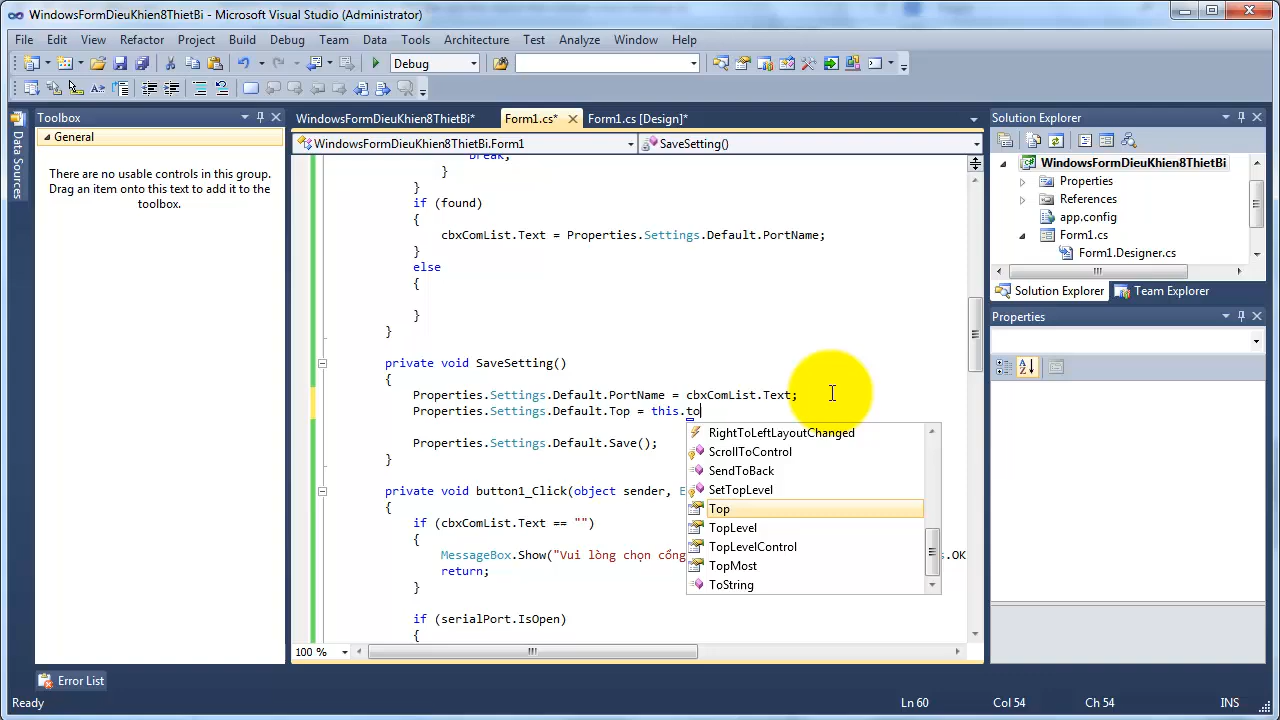 WindowsFormDieuKhien8ThietBi - Microsoft Visual Studio (Administrator)
File Edit View Refactor Project Build Debug Team Data Tools Architecture Test Analyze Window Help
Debug
Toolbox
General
There are no usable controls in this group.
Drag an item onto this text to add it to the
toolbox.
Data Sources
WindowsFormDieuKhien8ThietBi* Form1.cs* Form1.cs [Design]*
WindowsFormDieuKhien8ThietBi.Form1 SaveSetting()
break;
}
}
if (found)
{
cbxComList.Text = Properties.Settings.Default.PortName;
}
else
{
}
}
private void SaveSetting()
{
Properties.Settings.Default.PortName = cbxComList.Text;
Properties.Settings.Default.Top = this.to
Properties.Settings.Default.Save();
}
private void button1_Click(object sender, E
{
if (cbxComList.Text == "")
{
MessageBox.Show("Vui lòng chọn cổng s.OK
return;
}
if (serialPort.IsOpen)
{
RightToLeftLayoutChanged
ScrollToControl
SendToBack
SetTopLevel
Top
TopLevel
TopLevelControl
TopMost
ToString
100 %
Solution Explorer
WindowsFormDieuKhien8ThietBi
Properties
References
app.config
Form1.cs
Form1.Designer.cs
Solution Explorer Team Explorer
Properties
Error List
Ready Ln 60 Col 54 Ch 54 INS